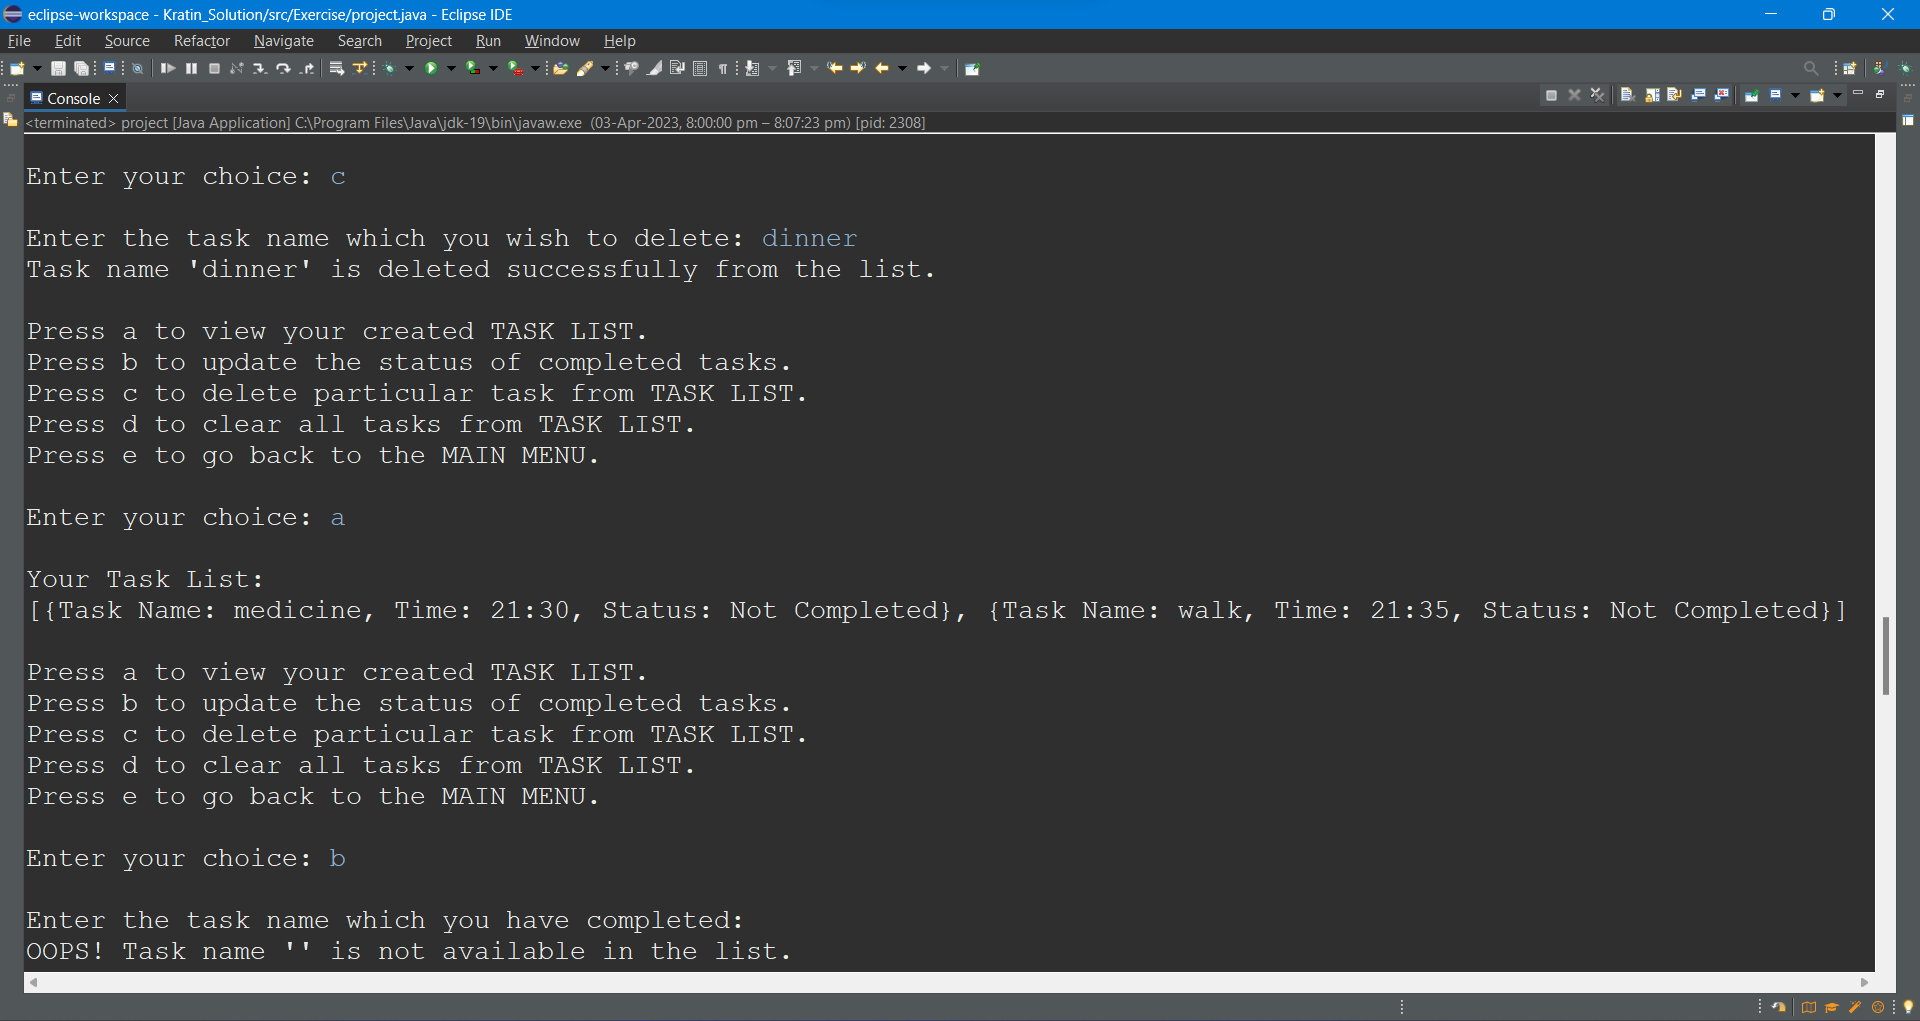 eclipse-workspace - Kratin_Solution/src/Exercise/project.java - Eclipse IDE
File Edit Source Refactor Navigate Search Project Run Window Help
Console
<terminated> project [Java Application] C:\Program Files\Java\jdk-19\bin\javaw.exe (03-Apr-2023, 8:00:00 pm – 8:07:23 pm) [pid: 2308]
Enter your choice: c
Enter the task name which you wish to delete: dinner
Task name 'dinner' is deleted successfully from the list.
Press a to view your created TASK LIST.
Press b to update the status of completed tasks.
Press c to delete particular task from TASK LIST.
Press d to clear all tasks from TASK LIST.
Press e to go back to the MAIN MENU.
Enter your choice: a
Your Task List:
[{Task Name: medicine, Time: 21:30, Status: Not Completed}, {Task Name: walk, Time: 21:35, Status: Not Completed}]
Press a to view your created TASK LIST.
Press b to update the status of completed tasks.
Press c to delete particular task from TASK LIST.
Press d to clear all tasks from TASK LIST.
Press e to go back to the MAIN MENU.
Enter your choice: b
Enter the task name which you have completed:
OOPS! Task name '' is not available in the list.